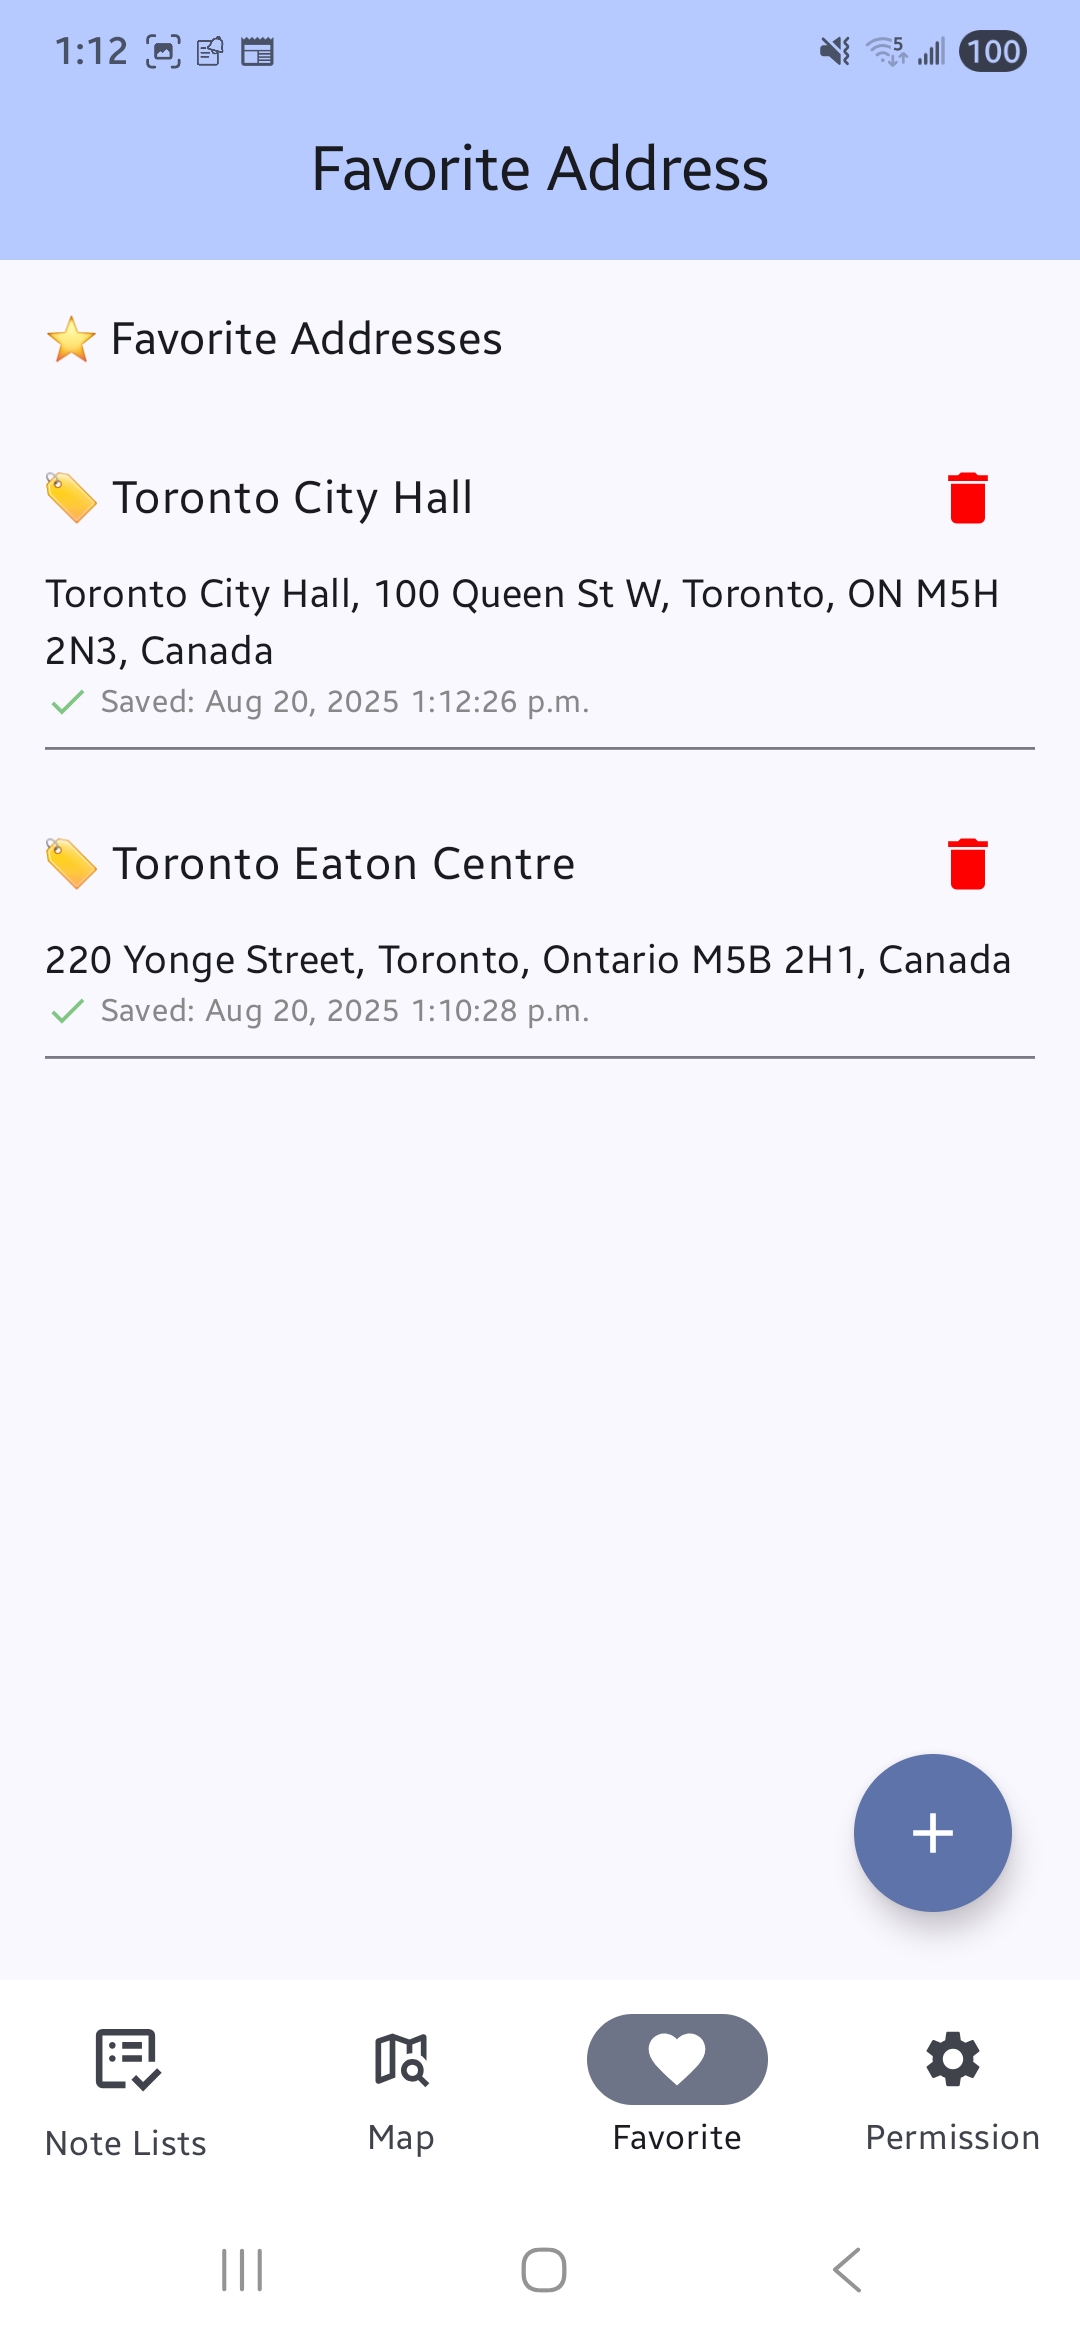 1:12
5
100
Favorite Address
Favorite Addresses
Toronto City Hall
Toronto City Hall, 100 Queen St W, Toronto, ON M5H
2N3, Canada
Saved: Aug 20, 2025 1:12:26 p.m.
Toronto Eaton Centre
220 Yonge Street, Toronto, Ontario M5B 2H1, Canada
Saved: Aug 20, 2025 1:10:28 p.m.
Note Lists
Map
Favorite
Permission